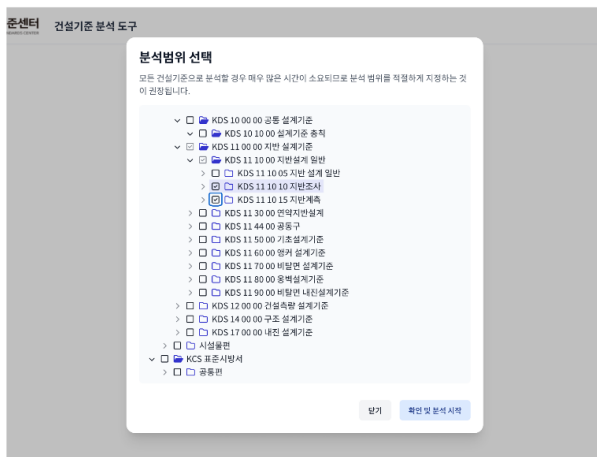 준센터
건설기준 분석 도구
분석범위 선택
모든 건설기준으로 분석할 경우 매우 많은 시간이 소요되므로 분석 범위를 적절하게 지정하는 것
이 권장됩니다.
KDS 10 00 00 공통 설계기준
KDS 10 10 00 설계기준 총칙
KDS 11 00 00 지반 설계기준
KDS 11 10 00 지반설계 일반
KDS 11 10 05 지반 설계 일반
KDS 11 10 10 지반조사
KDS 11 10 15 지반계측
KDS 11 30 00 연약지반설계
KDS 11 44 00 공동구
KDS 11 50 00 기초설계기준
KDS 11 60 00 앵커 설계기준
KDS 11 70 00 비탈면 설계기준
KDS 11 80 00 옹벽설계기준
KDS 11 90 00 비탈면 내진설계기준
KDS 12 00 00 건설측량 설계기준
KDS 14 00 00 구조 설계기준
KDS 17 00 00 내진 설계기준
시설물편
KCS 표준시방서
공통편
닫기
확인 및 분석 시작